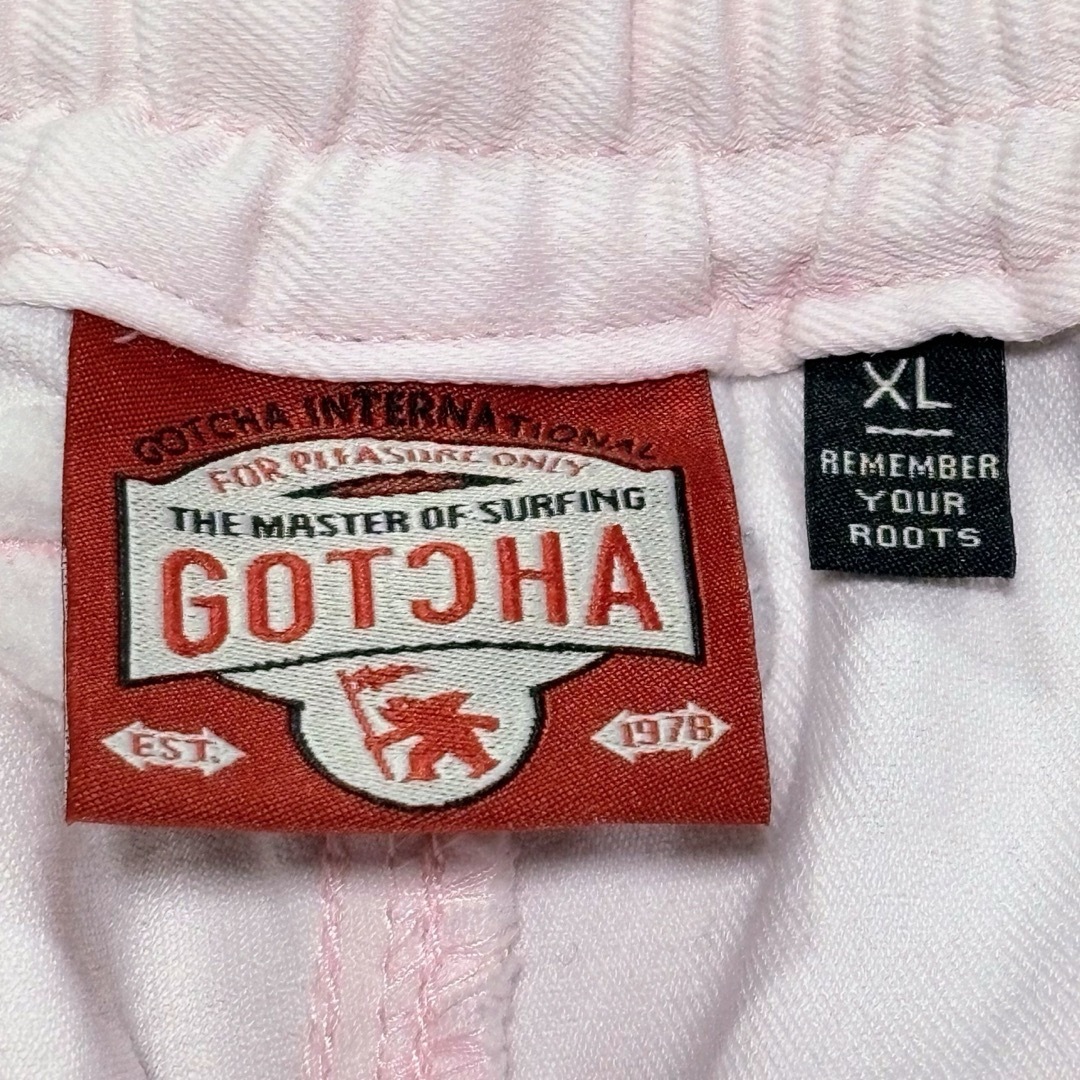 GOTCHA INTERNATIONAL
FOR PLEASURE ONLY
THE MASTER OF SURFING
GOTCHA
EST.
1978
XL
REMEMBER
YOUR
ROOTS